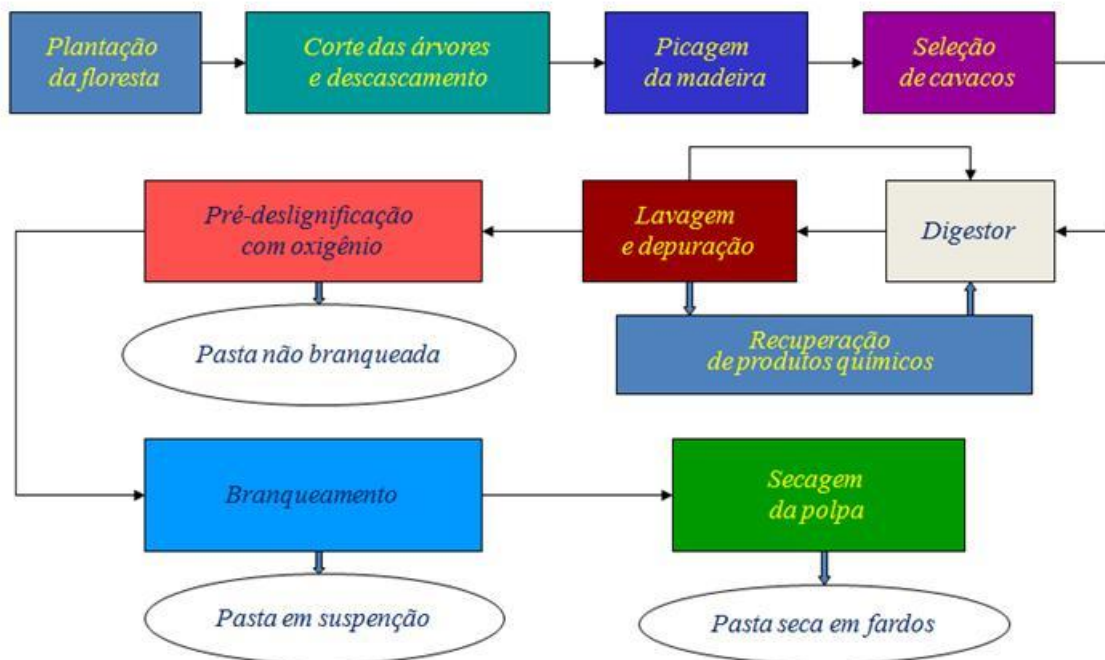 Plantação
da floresta
Corte das árvores
e descascamento
Picagem
da madeira
Seleção
de cavacos
Pré-deslignificação
com oxigênio
Lavagem
e depuração
Digestor
Pasta não branqueada
Recuperação
de produtos químicos
Branqueamento
Secagem
da polpa
Pasta em suspenção
Pasta seca em fardos